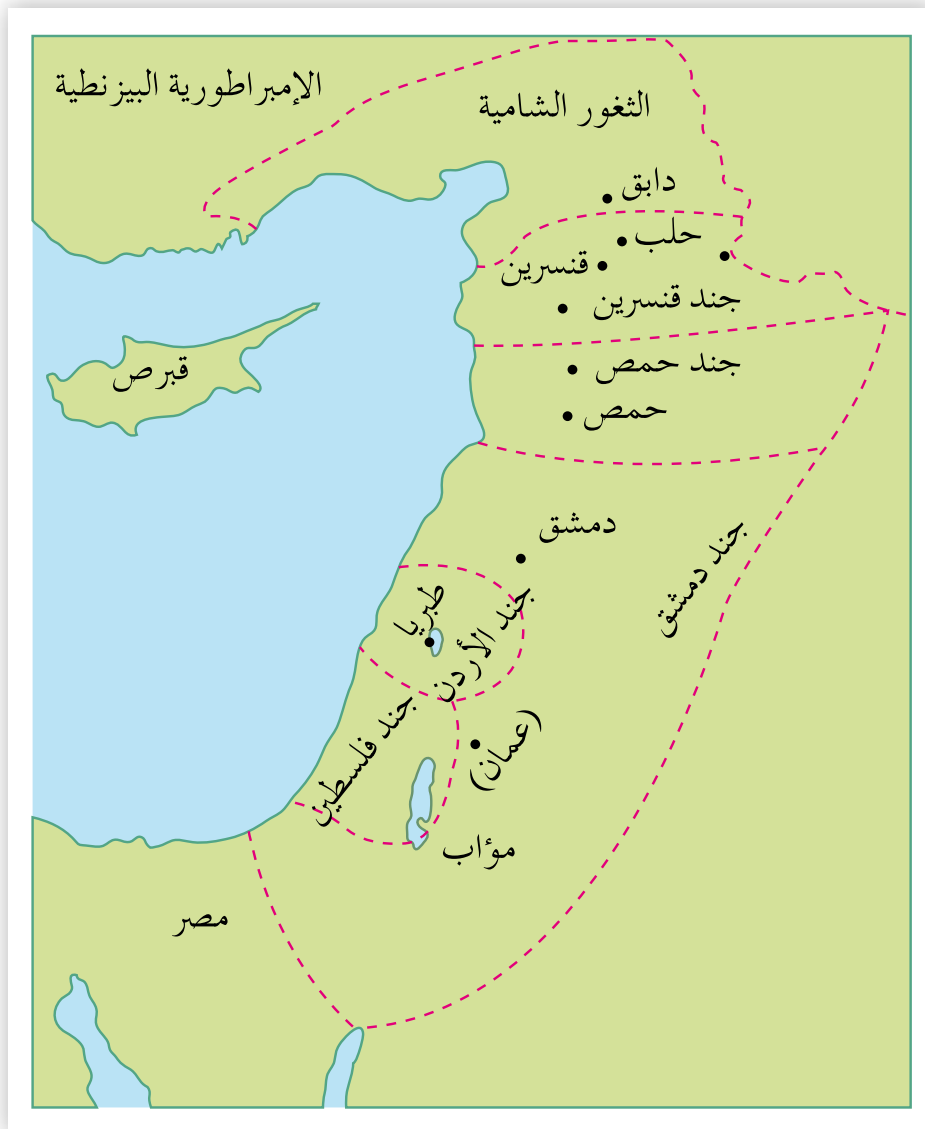 الإمبراطورية البيزنطية
الثغور الشامية
دابق
حلب
قنسرين
جند قنسرين
جند حمص
حمص
قبرص
دمشق
جند دمشق
طبريا
جند الأردن
جند فلسطين
(عمان)
مؤاب
مصر